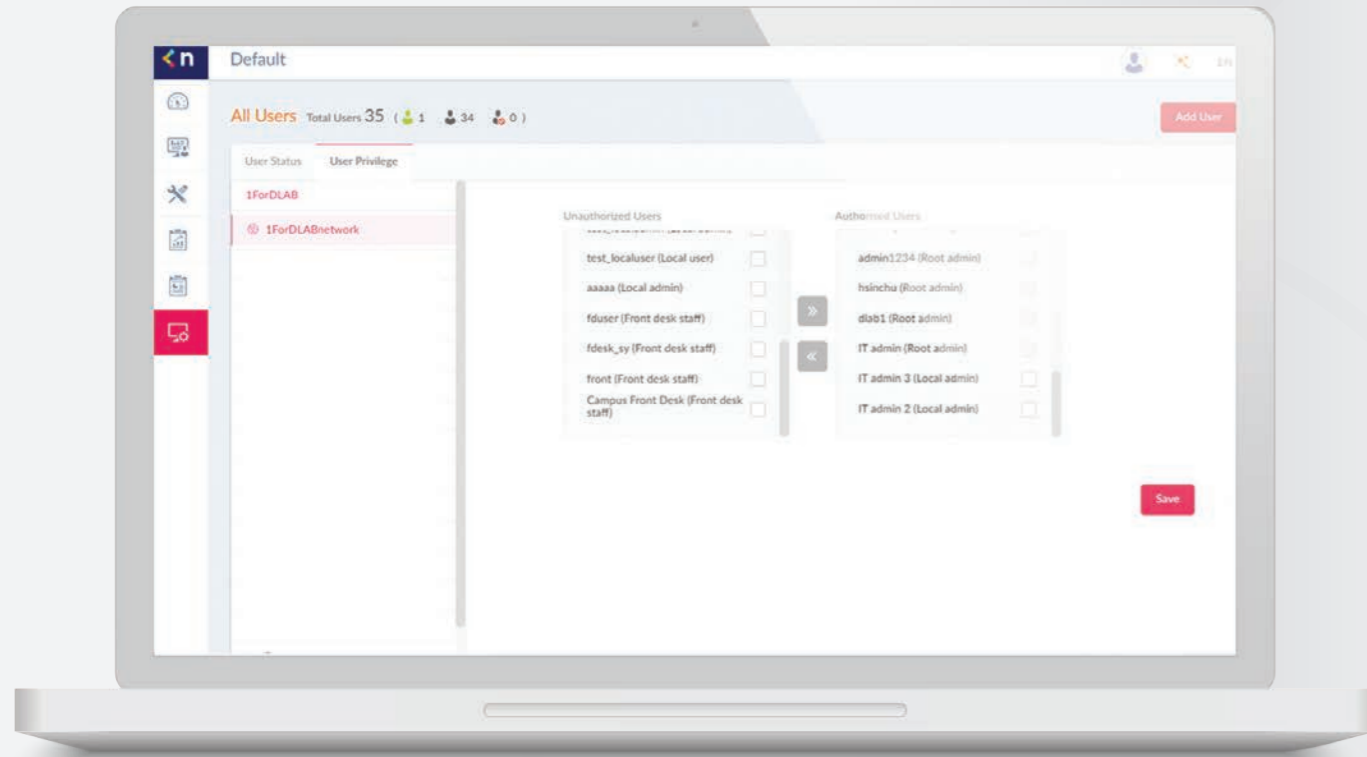 n
Default
EN
All Users Total Users 35 ( 1 34 0 )
Add User
User Status User Privilege
1ForDLAB
1ForDLABnetwork
Unauthorized Users
Authorized Users
test_localuser (Local user)
aaaaa (Local admin)
fduser (Front desk staff)
fdesk_sy (Front desk staff)
front (Front desk staff)
Campus Front Desk (Front desk
staff)
admin1234 (Root admin)
hsinchu (Root admin)
dlab1 (Root admin)
IT admin (Root admin)
IT admin 3 (Local admin)
IT admin 2 (Local admin)
Save